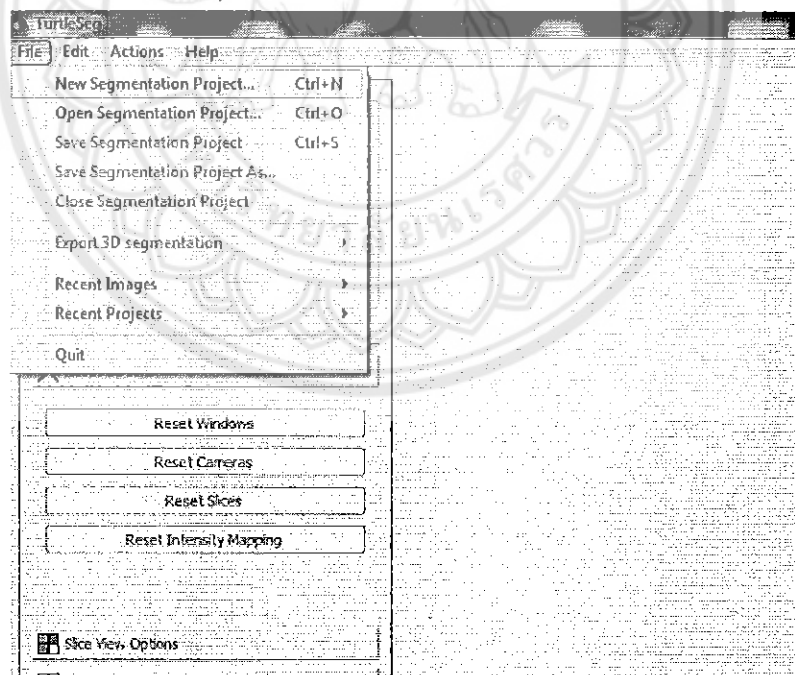 TurtleSeg
File Edit Actions Help
New Segmentation Project... Ctrl+N
Open Segmentation Project... Ctrl+O
Save Segmentation Project Ctrl+S
Save Segmentation Project As...
Close Segmentation Project
Export 3D segmentation
Recent Images
Recent Projects
Quit
Reset Windows
Reset Cameras
Reset Slices
Reset Intensity Mapping
Slice View Options